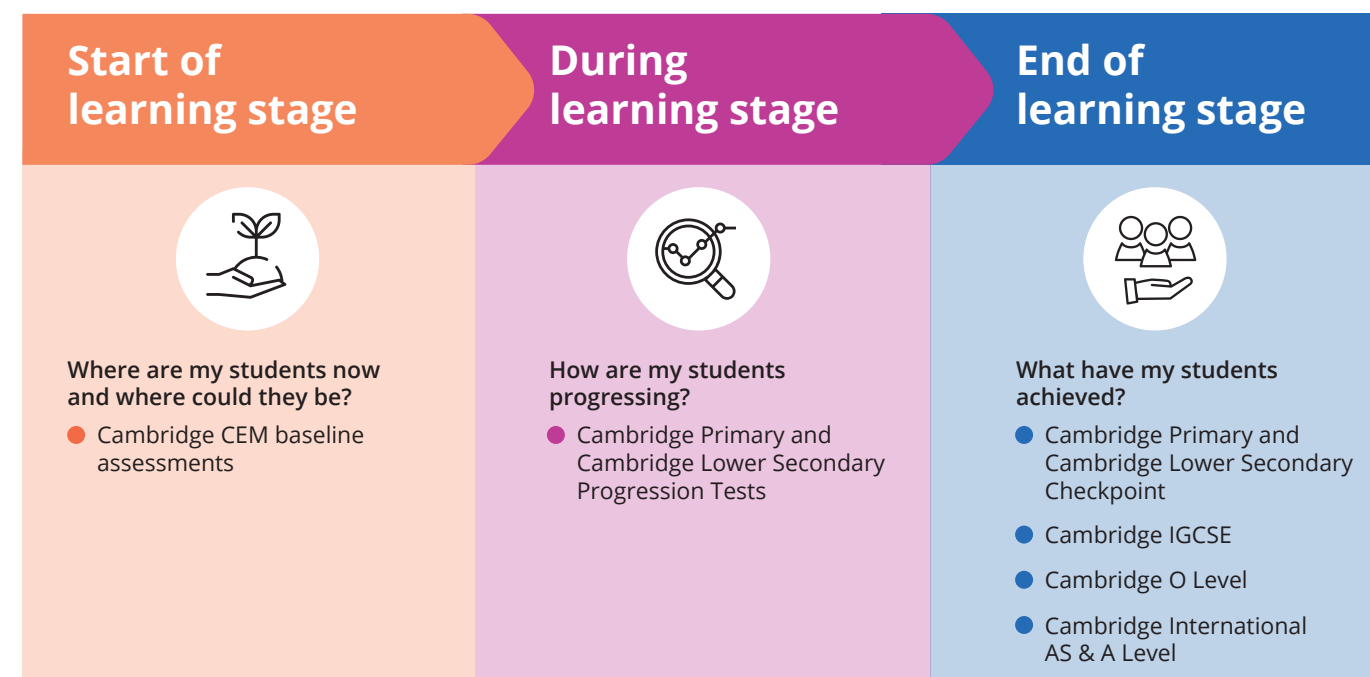 Start of
learning stage
Where are my students now
and where could they be?
Cambridge CEM baseline
assessments
During
learning stage
How are my students
progressing?
Cambridge Primary and
Cambridge Lower Secondary
Progression Tests
End of
learning stage
What have my students
achieved?
Cambridge Primary and
Cambridge Lower Secondary
Checkpoint
Cambridge IGCSE
Cambridge O Level
Cambridge International
AS & A Level